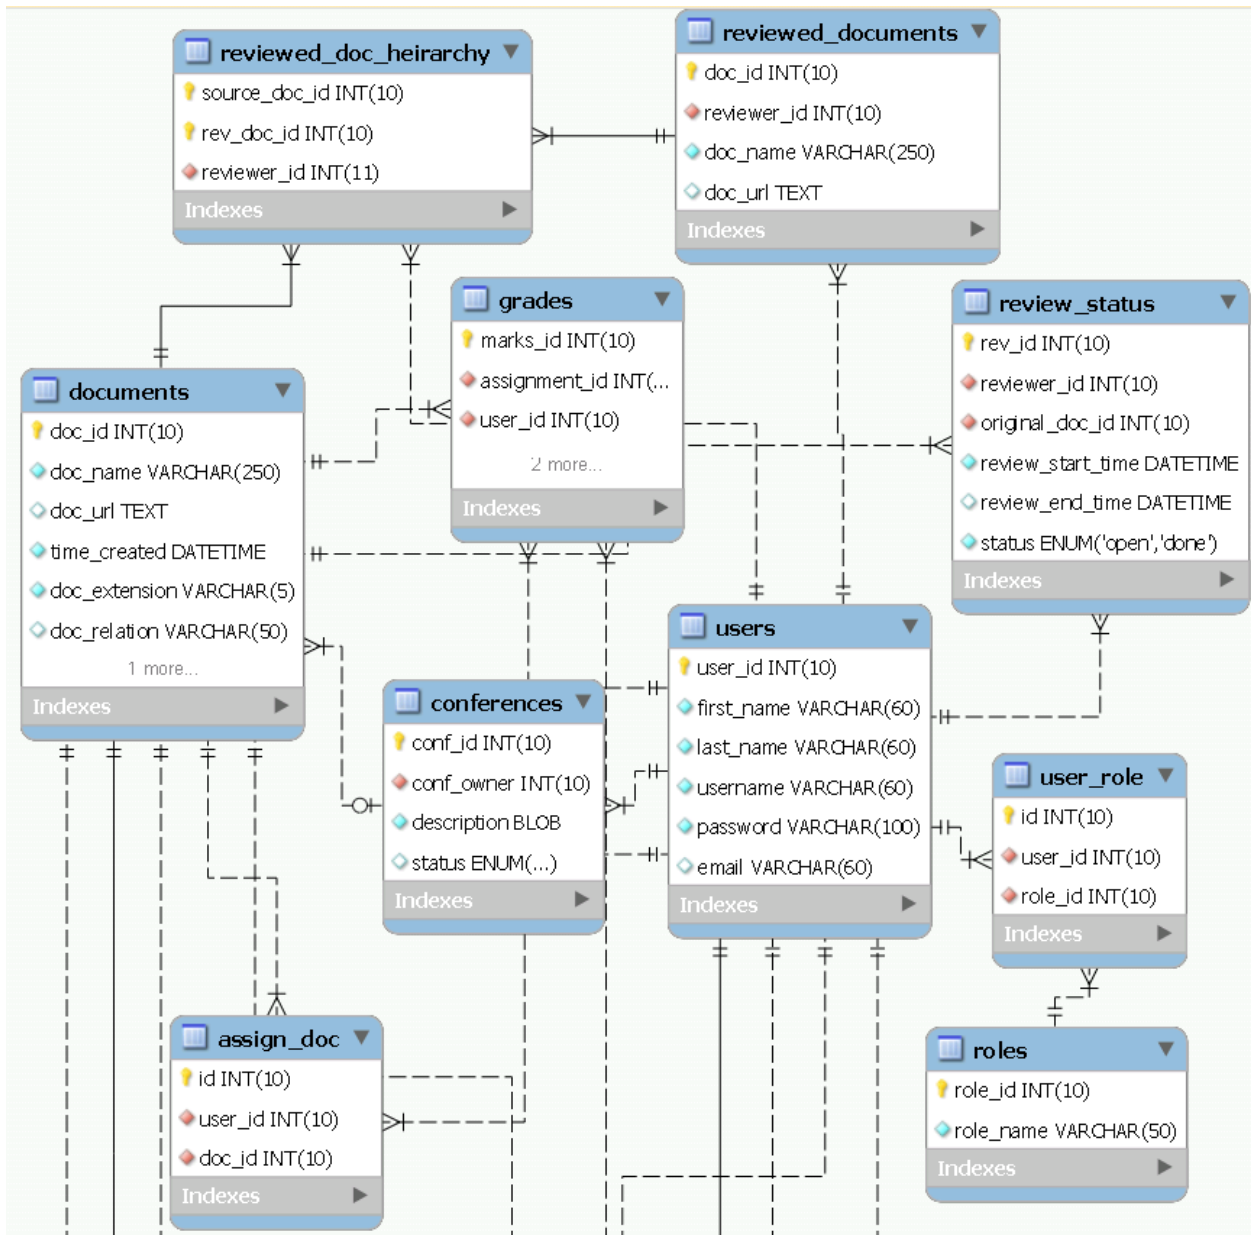 reviewed_doc_heirarchy
source_doc_id INT(10)
rev_doc_id INT(10)
reviewer_id INT(11)
Indexes
reviewed_documents
doc_id INT(10)
reviewer_id INT(10)
doc_name VARCHAR(250)
doc_url TEXT
Indexes
grades
marks_id INT(10)
assignment_id INT(...
user_id INT(10)
2 more...
Indexes
review_status
rev_id INT(10)
reviewer_id INT(10)
original_doc_id INT(10)
review_start_time DATETIME
review_end_time DATETIME
status ENUM('open','done')
Indexes
documents
doc_id INT(10)
doc_name VARCHAR(250)
doc_url TEXT
time_created DATETIME
doc_extension VARCHAR(5)
doc_relation VARCHAR(50)
1 more...
Indexes
conferences
conf_id INT(10)
conf_owner INT(10)
description BLOB
status ENUM(...)
Indexes
users
user_id INT(10)
first_name VARCHAR(60)
last_name VARCHAR(60)
username VARCHAR(60)
password VARCHAR(100)
email VARCHAR(60)
Indexes
user_role
id INT(10)
user_id INT(10)
role_id INT(10)
Indexes
assign_doc
id INT(10)
user_id INT(10)
doc_id INT(10)
Indexes
roles
role_id INT(10)
role_name VARCHAR(50)
Indexes